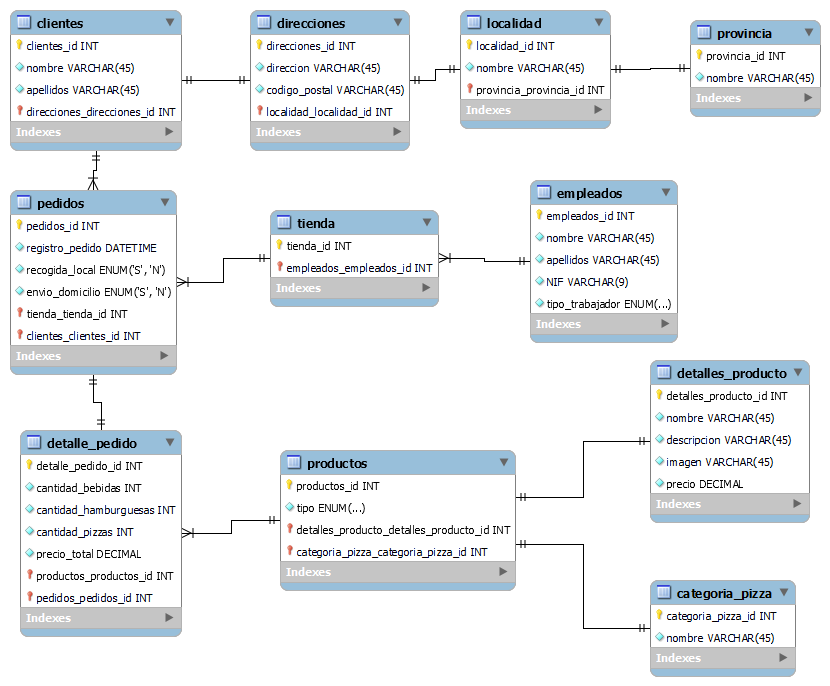 clientes
clientes_id INT
nombre VARCHAR(45)
apellidos VARCHAR(45)
direcciones_direcciones_id INT
Indexes
direcciones
direcciones_id INT
direccion VARCHAR(45)
codigo_postal VARCHAR(45)
localidad_localidad_id INT
Indexes
localidad
localidad_id INT
nombre VARCHAR(45)
provincia_provincia_id INT
Indexes
provincia
provincia_id INT
nombre VARCHAR(45)
Indexes
pedidos
pedidos_id INT
registro_pedido DATETIME
recogida_local ENUM('S', 'N')
envio_domicilio ENUM('S', 'N')
tienda_tienda_id INT
clientes_clientes_id INT
Indexes
tienda
tienda_id INT
empleados_empleados_id INT
Indexes
empleados
empleados_id INT
nombre VARCHAR(45)
apellidos VARCHAR(45)
NIF VARCHAR(9)
tipo_trabajador ENUM(...)
Indexes
detalle_pedido
detalle_pedido_id INT
cantidad_bebidas INT
cantidad_hamburguesas INT
cantidad_pizzas INT
precio_total DECIMAL
productos_productos_id INT
pedidos_pedidos_id INT
Indexes
productos
productos_id INT
tipo ENUM(...)
detalles_producto_detalles_producto_id INT
categoria_pizza_categoria_pizza_id INT
Indexes
detalles_producto
detalles_producto_id INT
nombre VARCHAR(45)
descripcion VARCHAR(45)
imagen VARCHAR(45)
precio DECIMAL
Indexes
categoria_pizza
categoria_pizza_id INT
nombre VARCHAR(45)
Indexes